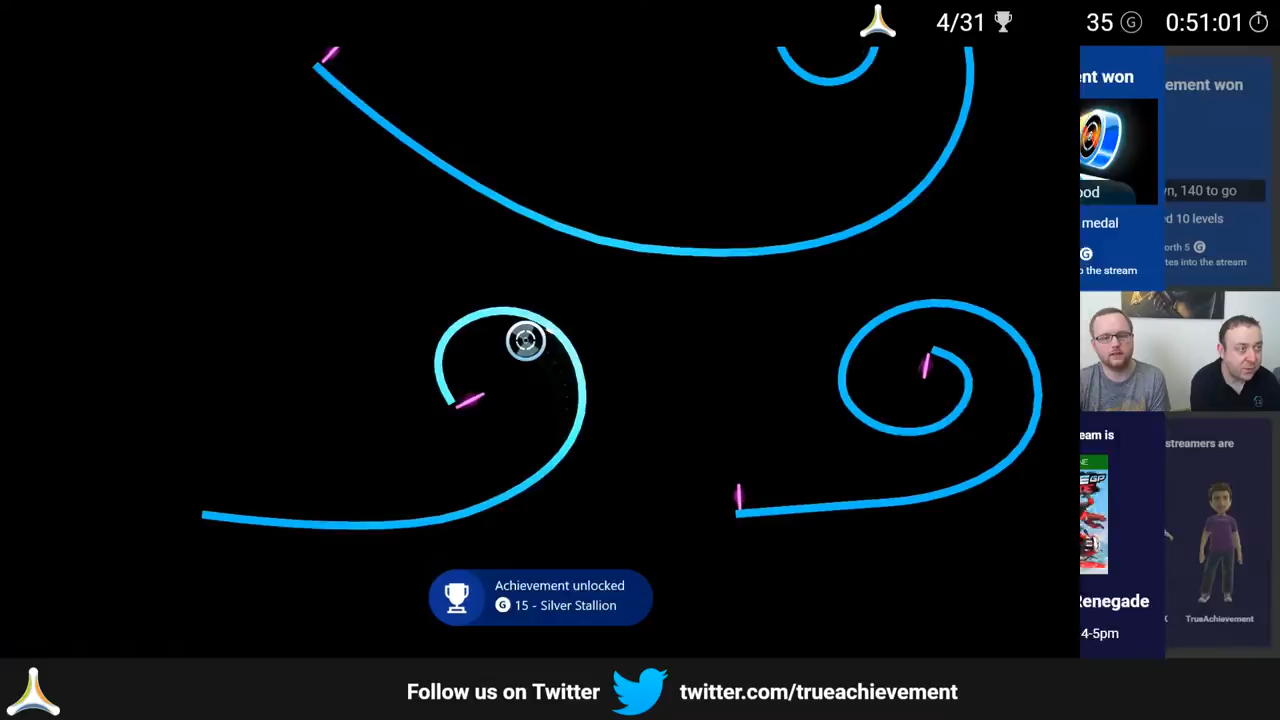 4/31
35 G
0:51:01
ent won
ement won
ood
n, 140 to go
medal
d 10 levels
G
orth 5 G
o the stream
tes into the stream
eam is
streamers are
NE
GP
Renegade
4-5pm
X
TrueAchievement
Achievement unlocked
G 15 - Silver Stallion
Follow us on Twitter
twitter.com/trueachievement